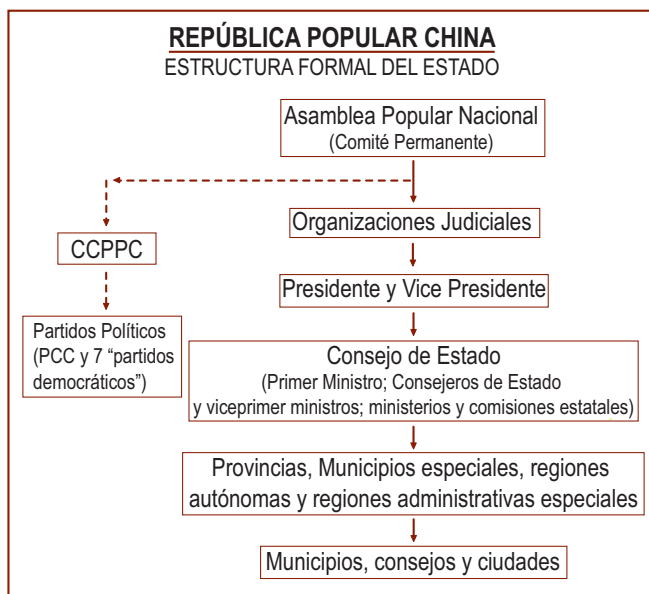 REPÚBLICA POPULAR CHINA
ESTRUCTURA FORMAL DEL ESTADO
Asamblea Popular Nacional
(Comité Permanente)
Organizaciones Judiciales
CCPPC
Presidente y Vice Presidente
Partidos Políticos
(PCC y 7 “partidos
democráticos”)
Consejo de Estado
(Primer Ministro; Consejeros de Estado
y viceprimer ministros; ministerios y comisiones estatales)
Provincias, Municipios especiales, regiones
autónomas y regiones administrativas especiales
Municipios, consejos y ciudades